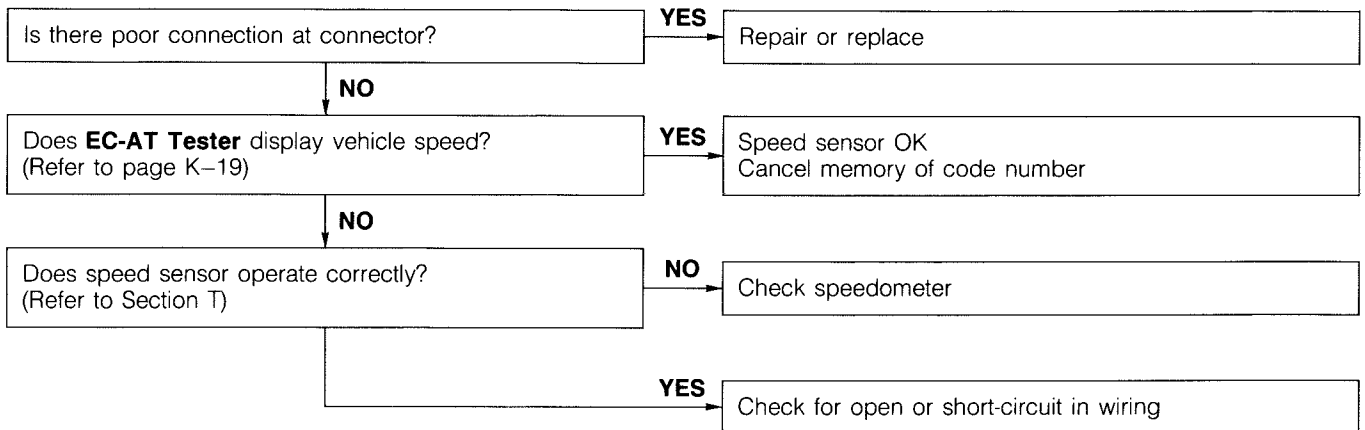 Is there poor connection at connector?
YES
Repair or replace
NO
Does EC-AT Tester display vehicle speed?
(Refer to page K–19)
YES
Speed sensor OK
Cancel memory of code number
NO
Does speed sensor operate correctly?
(Refer to Section T)
NO
Check speedometer
YES
Check for open or short-circuit in wiring